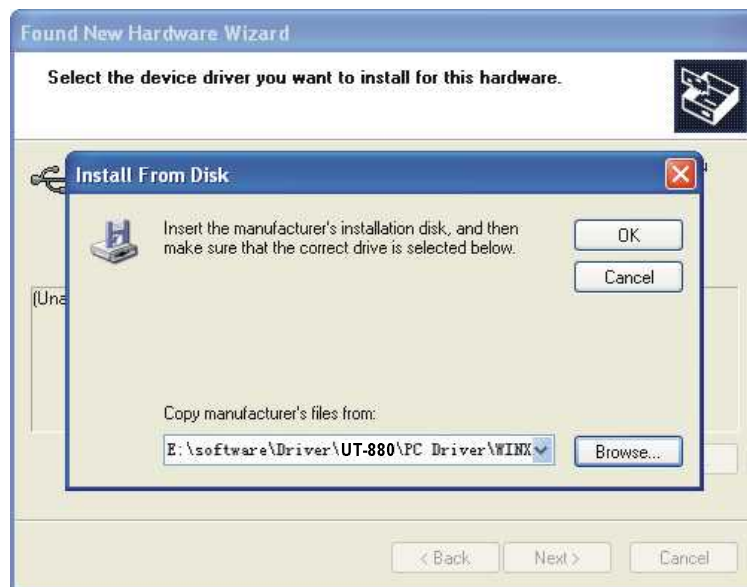 Found New Hardware Wizard
Select the device driver you want to install for this hardware.
Install From Disk
Insert the manufacturer's installation disk, and then
make sure that the correct drive is selected below.
OK
Cancel
(Una
Copy manufacturer's files from:
E:\software\Driver\UT-880\PC Driver\WINX
Browse...
< Back
Next >
Cancel